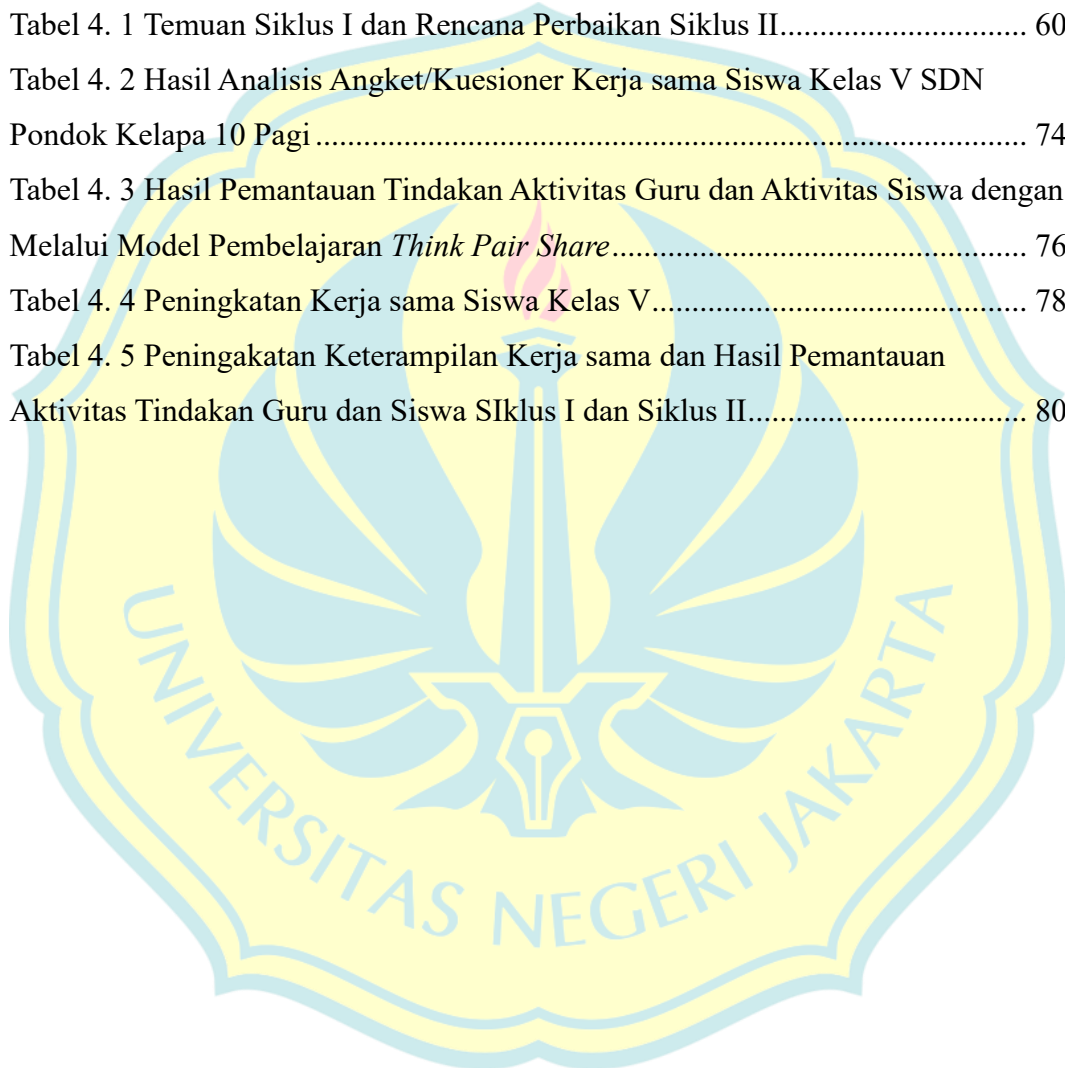 Tabel 4. 1 Temuan Siklus I dan Rencana Perbaikan Siklus II............................... 60
Tabel 4. 2 Hasil Analisis Angket/Kuesioner Kerja sama Siswa Kelas V SDN
Pondok Kelapa 10 Pagi......................................................................................... 74
Tabel 4. 3 Hasil Pemantauan Tindakan Aktivitas Guru dan Aktivitas Siswa dengan
Melalui Model Pembelajaran Think Pair Share.................................................... 76
Tabel 4. 4 Peningkatan Kerja sama Siswa Kelas V............................................... 78
Tabel 4. 5 Peningakatan Keterampilan Kerja sama dan Hasil Pemantauan
Aktivitas Tindakan Guru dan Siswa SIklus I dan Siklus II................................... 80
UNIVERSITAS NEGERI JAKARTA